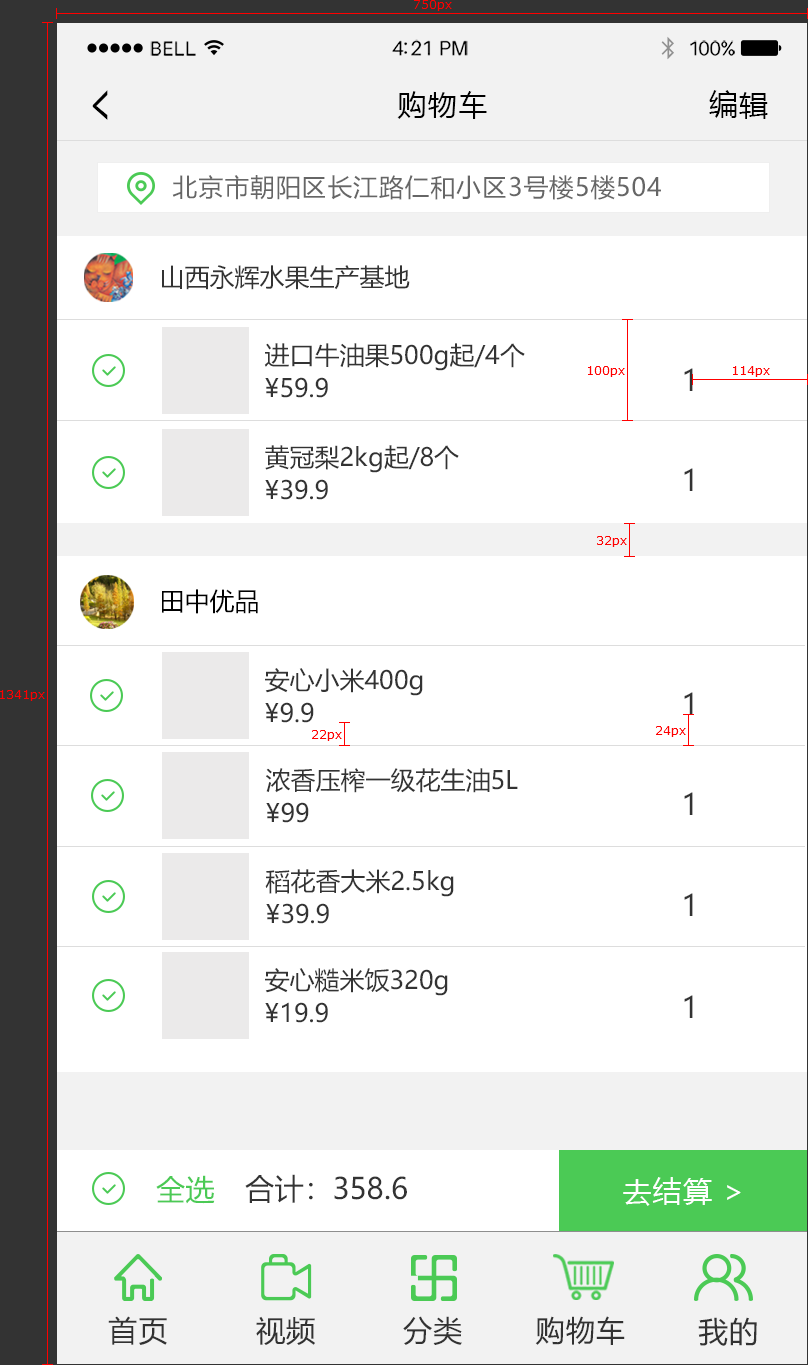 750px
●●●●● BELL 4:21 PM 100%
购物车 编辑
北京市朝阳区长江路仁和小区3号楼5楼504
山西永辉水果生产基地
进口牛油果500g起/4个
¥59.9
100px
1
114px
黄冠梨2kg起/8个
¥39.9
1
32px
田中优品
1341px
安心小米400g
¥9.9
1
22px
24px
浓香压榨一级花生油5L
¥99
1
稻花香大米2.5kg
¥39.9
1
安心糙米饭320g
¥19.9
1
全选 合计：358.6 去结算 >
首页 视频 分类 购物车 我的